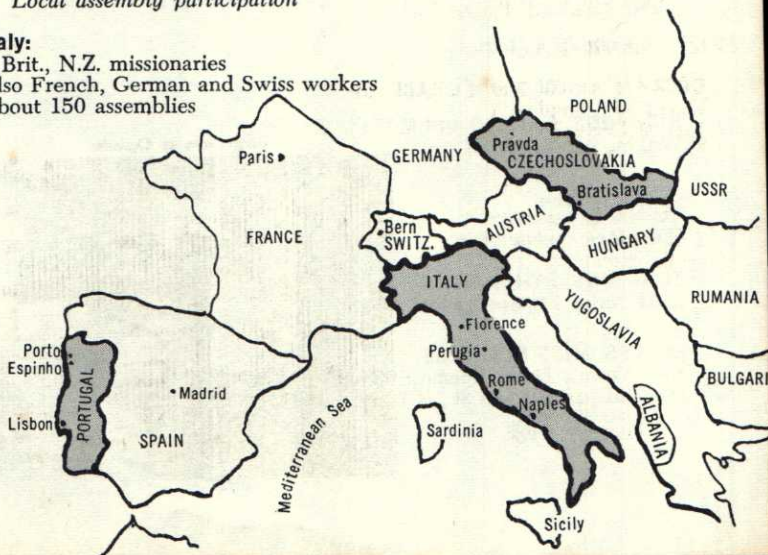 Local assembly participation
aly:
Brit., N.Z. missionaries
lso French, German and Swiss workers
bout 150 assemblies
POLAND
Paris
GERMANY
Pravda
CZECHOSLOVAKIA
Bratislava
USSR
Bern
SWITZ.
AUSTRIA
FRANCE
HUNGARY
ITALY
YUGOSLAVIA
RUMANIA
Florence
Porto
Espinho
Perugia
BULGARI
PORTUGAL
Madrid
Rome
Naples
ALBANIA
Lisbon
SPAIN
Mediterranean Sea
Sardinia
Sicily